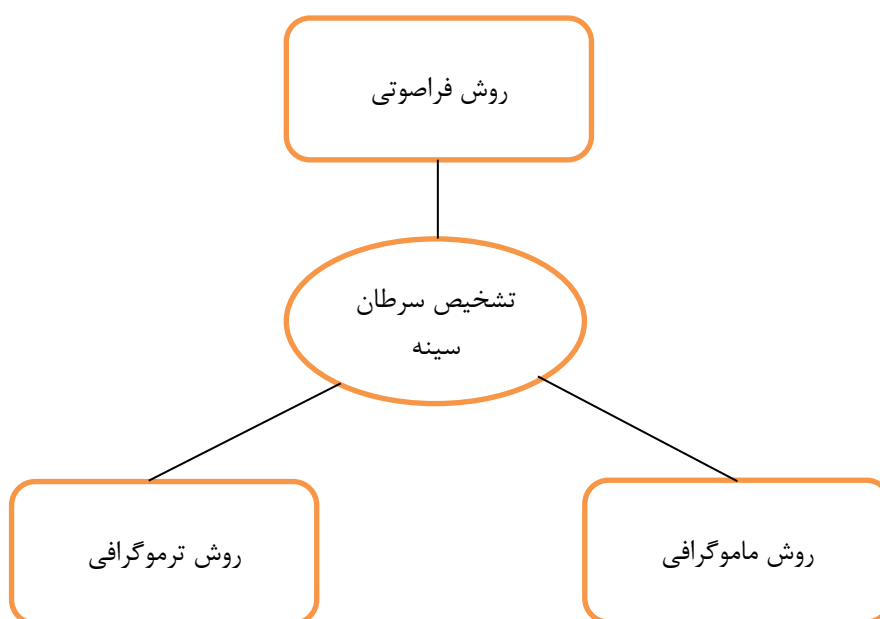 روش فراصوتی
تشخیص سرطان
سینه
روش ماموگرافی
روش ترموگرافی